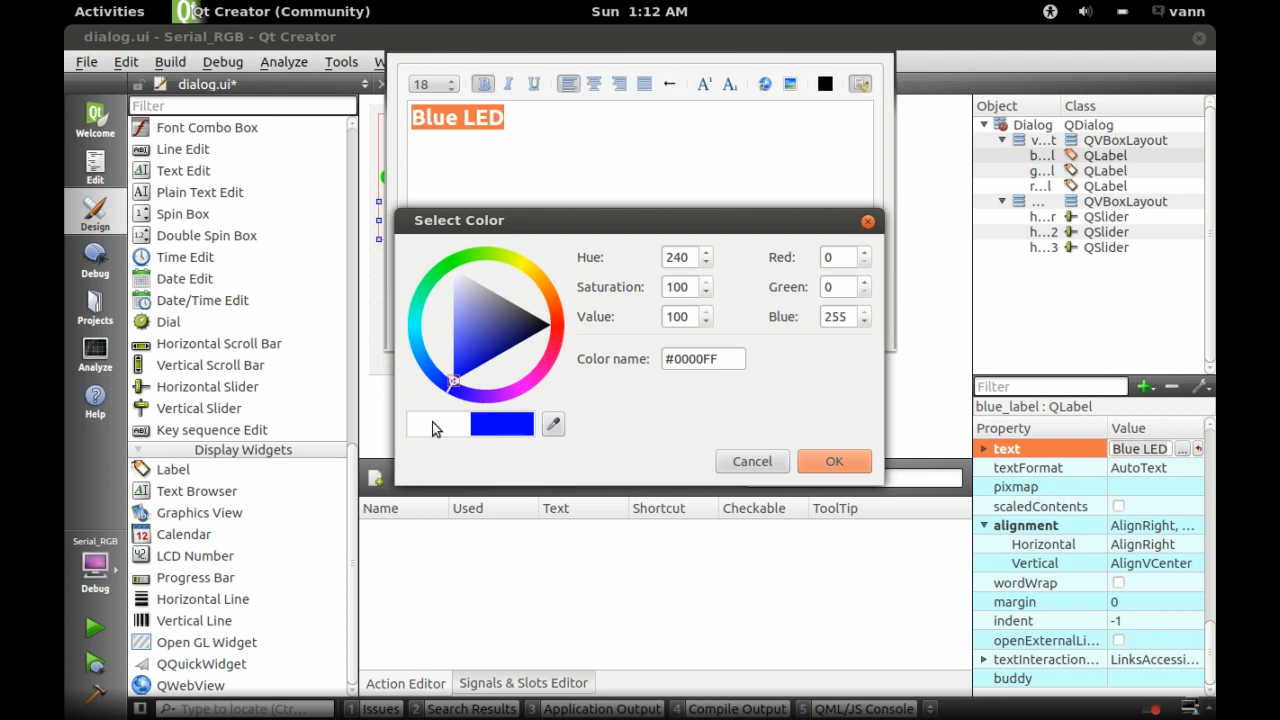 Activities
Qt Creator (Community)
Sun 1:12 AM
vann
dialog.ui - Serial_RGB - Qt Creator
File Edit Build Debug Analyze Tools W
dialog.ui*
Filter
Welcome
Edit
Design
Debug
Projects
Analyze
Help
Serial_RGB
Debug
Font Combo Box
Line Edit
Text Edit
Plain Text Edit
Spin Box
Double Spin Box
Time Edit
Date Edit
Date/Time Edit
Dial
Horizontal Scroll Bar
Vertical Scroll Bar
Horizontal Slider
Vertical Slider
Key sequence Edit
Display Widgets
Label
Text Browser
Graphics View
Calendar
LCD Number
Progress Bar
Horizontal Line
Vertical Line
Open GL Widget
QQuickWidget
QWebView
18
Blue LED
Select Color
Hue: 240 Red: 0
Saturation: 100 Green: 0
Value: 100 Blue: 255
Color name: #0000FF
Cancel OK
Name Used Text Shortcut Checkable ToolTip
Action Editor Signals & Slots Editor
Object Class
Dialog QDialog
v...t QVBoxLayout
b...l QLabel
g...l QLabel
r...l QLabel
... QVBoxLayout
h...r QSlider
h...2 QSlider
h...3 QSlider
Filter
blue_label : QLabel
Property Value
text Blue LED ...
textFormat AutoText
pixmap
scaledContents
alignment AlignRight, ...
Horizontal AlignRight
Vertical AlignVCenter
wordWrap
margin 0
indent -1
openExternalLi...
textInteraction... LinksAccessi...
buddy
Type to locate (Ctr...
1 Issues 2 Search Results 3 Application Output 4 Compile Output 5 QML/JS Console